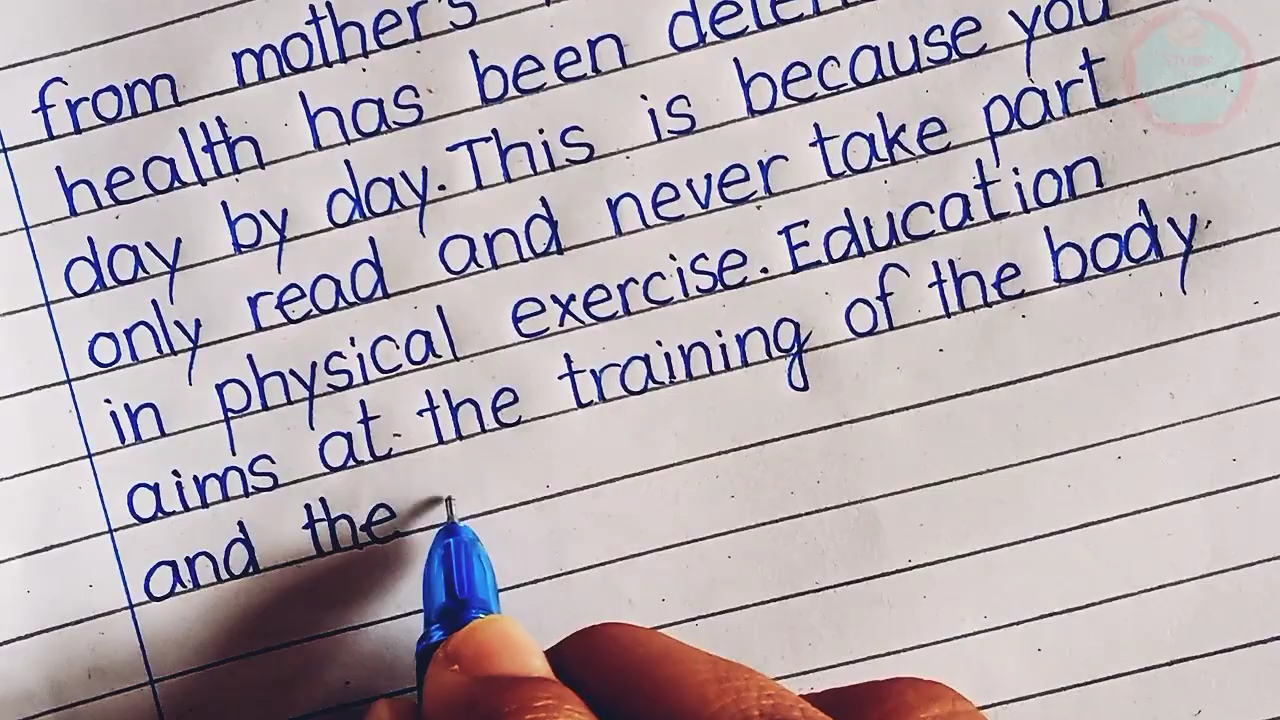 from mother's
health has been
day by day. This is because you
only read and never take part
in physical exercise. Education
aims at the training of the body
and the